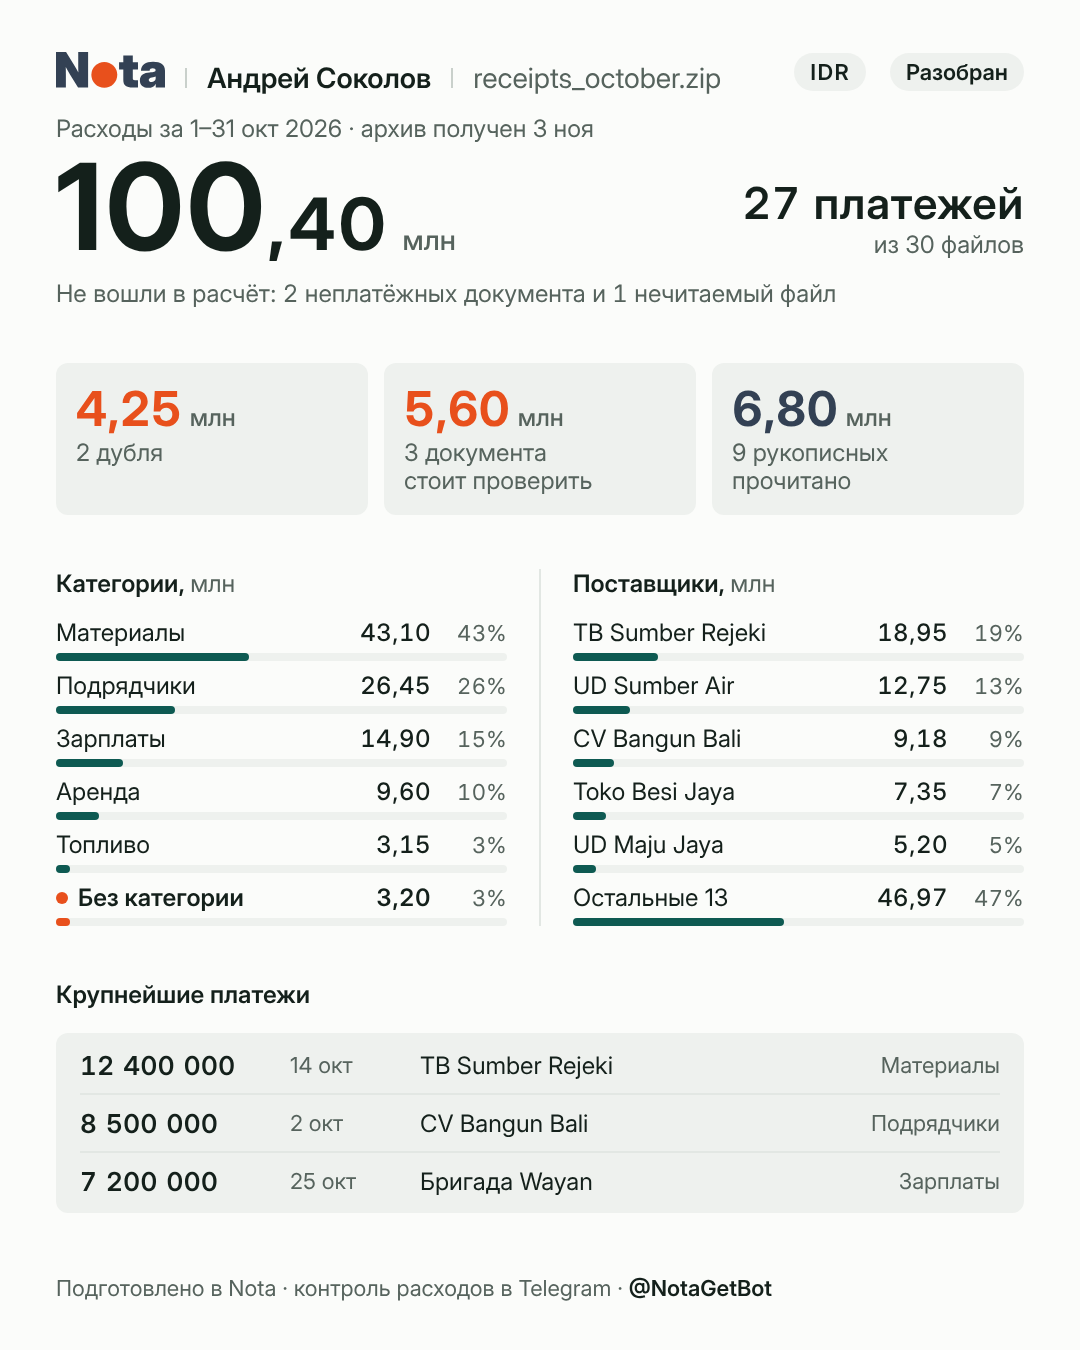 Nota | Андрей Соколов | receipts_october.zip IDR Разобран
Расходы за 1–31 окт 2026 · архив получен 3 ноя
100,40 млн
27 платежей
из 30 файлов
Не вошли в расчёт: 2 неплатёжных документа и 1 нечитаемый файл
4,25 млн
2 дубля
5,60 млн
3 документа
стоит проверить
6,80 млн
9 рукописных
прочитано
Категории, млн
Материалы 43,10 43%
Подрядчики 26,45 26%
Зарплаты 14,90 15%
Аренда 9,60 10%
Топливо 3,15 3%
Без категории 3,20 3%
Поставщики, млн
TB Sumber Rejeki 18,95 19%
UD Sumber Air 12,75 13%
CV Bangun Bali 9,18 9%
Toko Besi Jaya 7,35 7%
UD Maju Jaya 5,20 5%
Остальные 13 46,97 47%
Крупнейшие платежи
12 400 000 14 окт TB Sumber Rejeki Материалы
8 500 000 2 окт CV Bangun Bali Подрядчики
7 200 000 25 окт Бригада Wayan Зарплаты
Подготовлено в Nota · контроль расходов в Telegram · @NotaGetBot